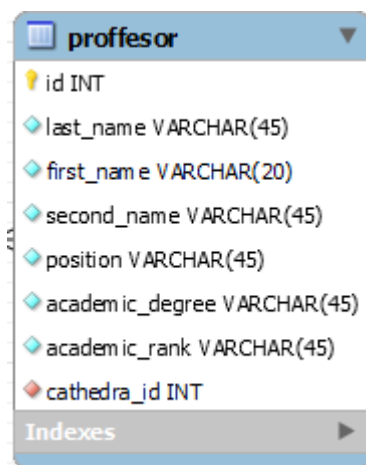 proffesor
id INT
last_name VARCHAR(45)
first_name VARCHAR(20)
second_name VARCHAR(45)
position VARCHAR(45)
academic_degree VARCHAR(45)
academic_rank VARCHAR(45)
cathedra_id INT
Indexes